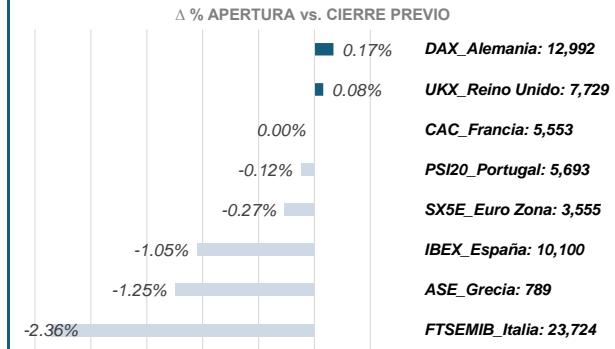 Δ % APERTURA vs. CIERRE PREVIO
0.17% DAX_Alemania: 12,992
0.08% UKX_Reino Unido: 7,729
0.00% CAC_Francia: 5,553
-0.12% PSI20_Portugal: 5,693
-0.27% SX5E_Euro Zona: 3,555
-1.05% IBEX_España: 10,100
-1.25% ASE_Grecia: 789
-2.36% FTSEMIB_Italia: 23,724